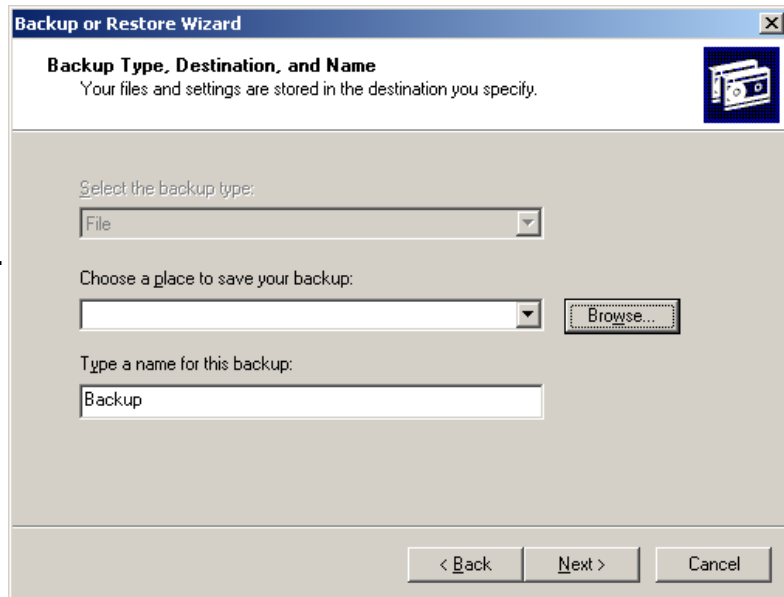 Backup or Restore Wizard
Backup Type, Destination, and Name
Your files and settings are stored in the destination you specify.
Select the backup type:
File
Choose a place to save your backup:
Browse...
Type a name for this backup:
Backup
< Back
Next >
Cancel